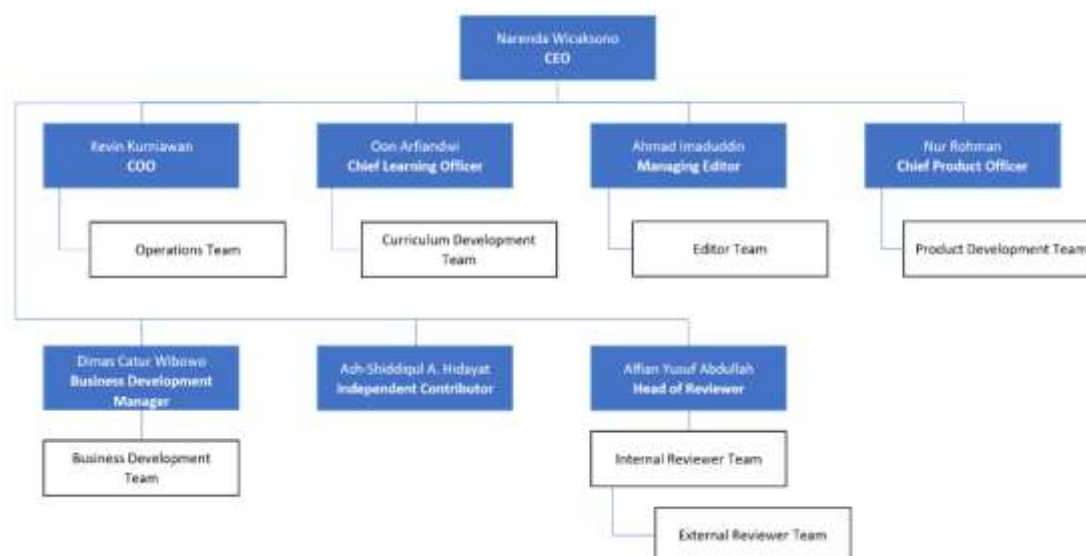 Narenda Wicaksono
CEO
Kevin Kurniawan
COO
Oon Arfiandwi
Chief Learning Officer
Ahmad Imaduddin
Managing Editor
Nur Rohman
Chief Product Officer
Operations Team
Curriculum Development
Team
Editor Team
Product Development Team
Dimas Catur Wibowo
Business Development
Manager
Ash-Shiddiqul A. Hidayat
Independent Contributor
Alfian Yusuf Abdullah
Head of Reviewer
Business Development
Team
Internal Reviewer Team
External Reviewer Team